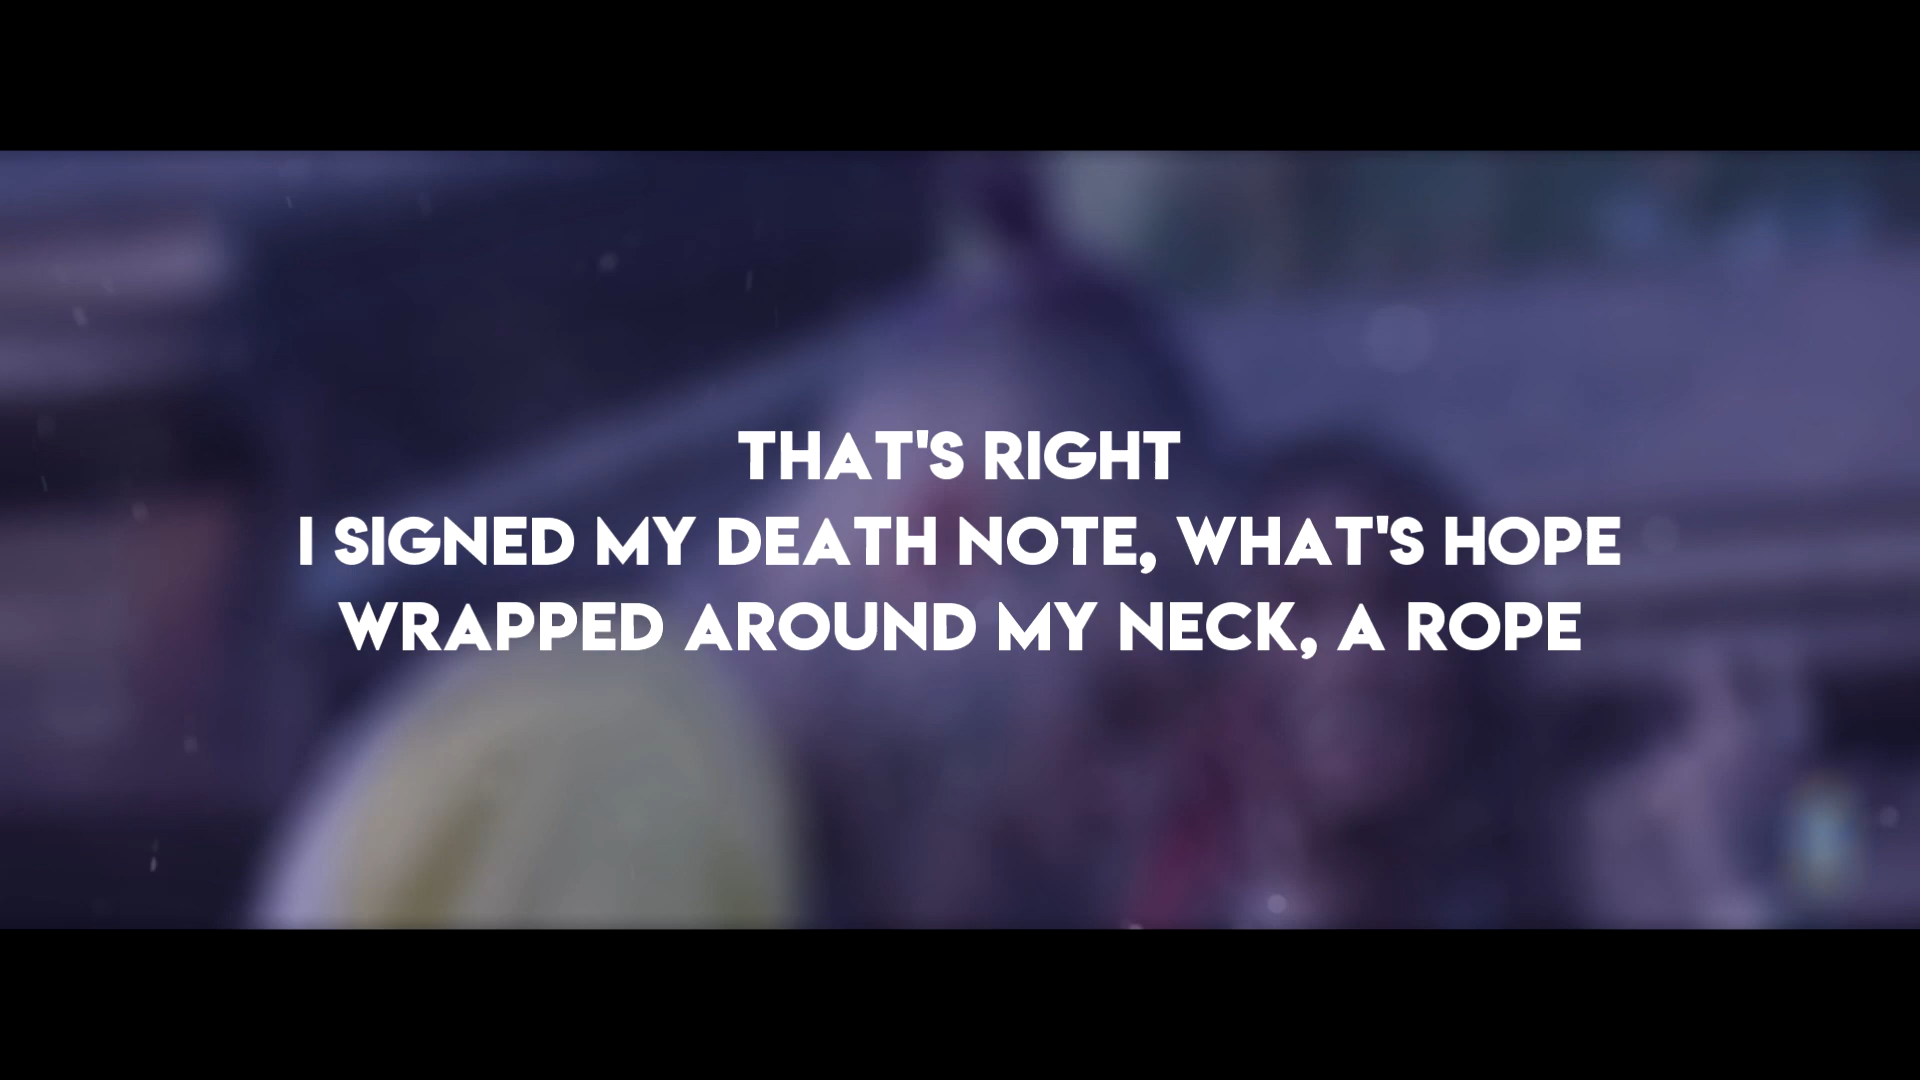 THAT'S RIGHT
I SIGNED MY DEATH NOTE, WHAT'S HOPE
WRAPPED AROUND MY NECK, A ROPE